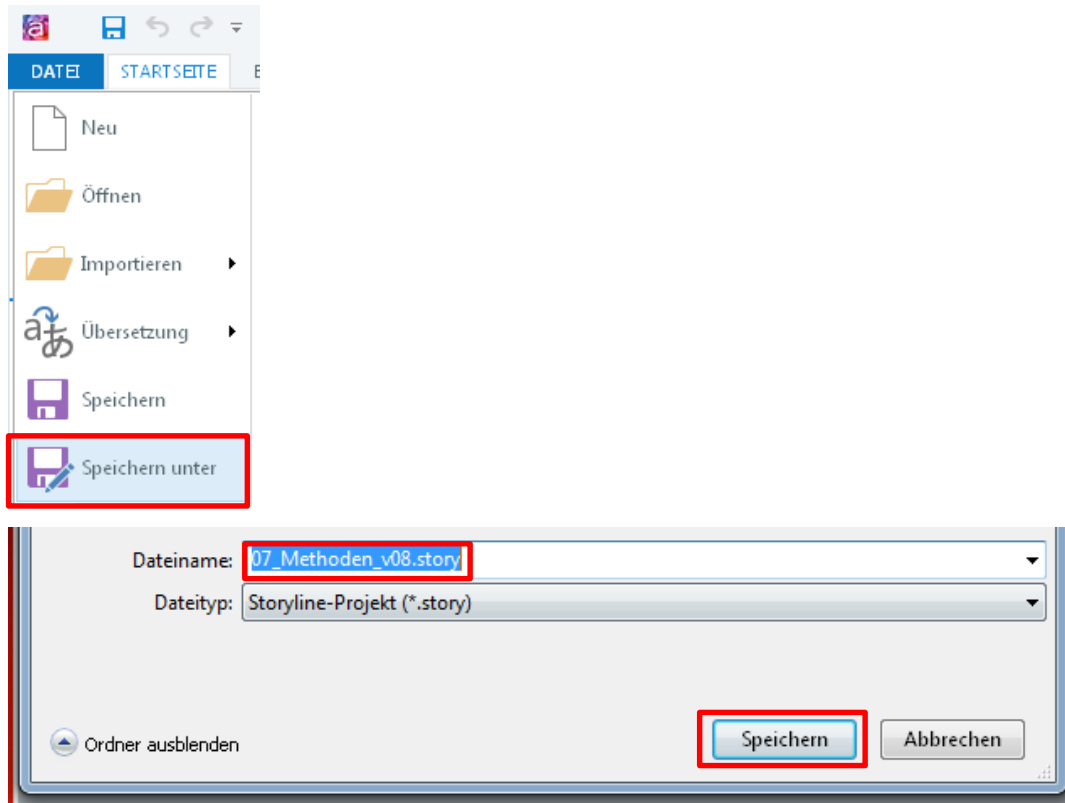 DATEI STARTSEITE E
Neu
Öffnen
Importieren
Übersetzung
Speichern
Speichern unter
Dateiname: 07_Methoden_v08.story
Dateityp: Storyline-Projekt (*.story)
Ordner ausblenden Speichern Abbrechen